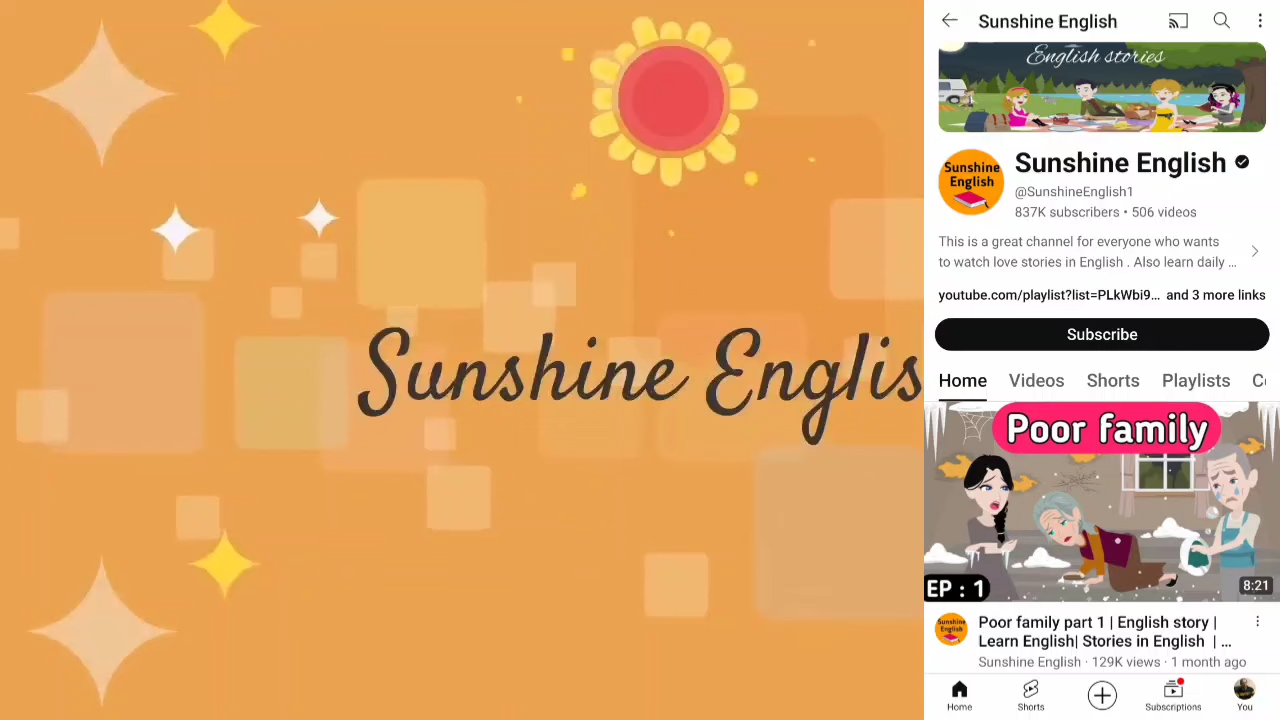 Sunshine Englis
Sunshine English
English stories
Sunshine
English
Sunshine English
@SunshineEnglish1
837K subscribers • 506 videos
This is a great channel for everyone who wants
to watch love stories in English . Also learn daily ...
youtube.com/playlist?list=PLkWbi9... and 3 more links
Subscribe
Home Videos Shorts Playlists Co
Poor family
EP : 1
8:21
Sunshine
English
Poor family part 1 | English story |
Learn English| Stories in English | ...
Sunshine English · 129K views · 1 month ago
Home Shorts Subscriptions You